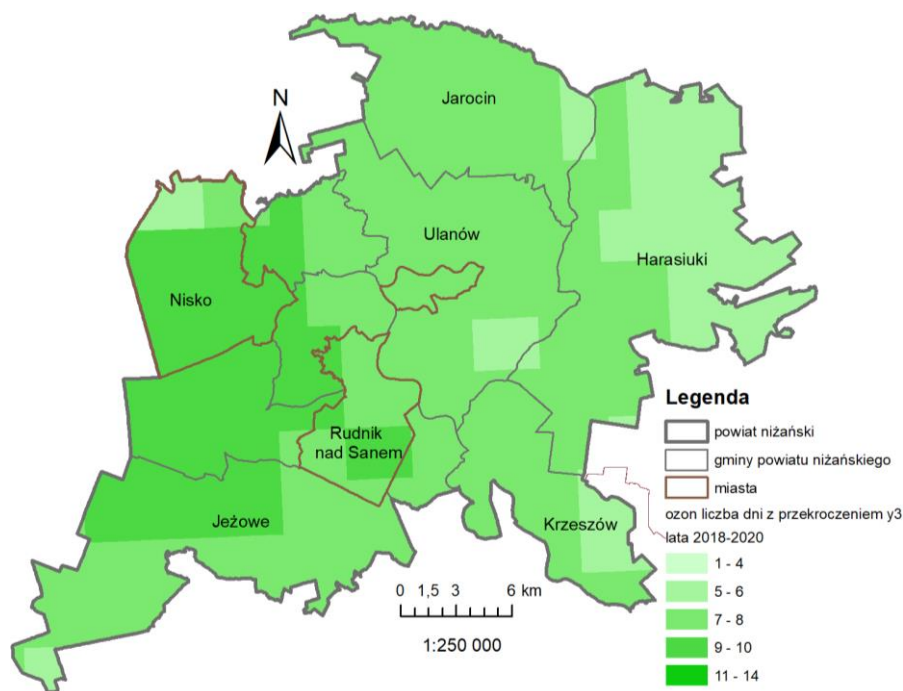 Jarocin
N
Ulanów
Harasiuki
Nisko
Rudnik
nad Sanem
Jeżowe
Krzeszów
0 1,5 3 6 km
1:250 000
Legenda
powiat niżański
gminy powiatu niżańskiego
miasta
ozon liczba dni z przekroczeniem y3
lata 2018-2020
1 - 4
5 - 6
7 - 8
9 - 10
11 - 14